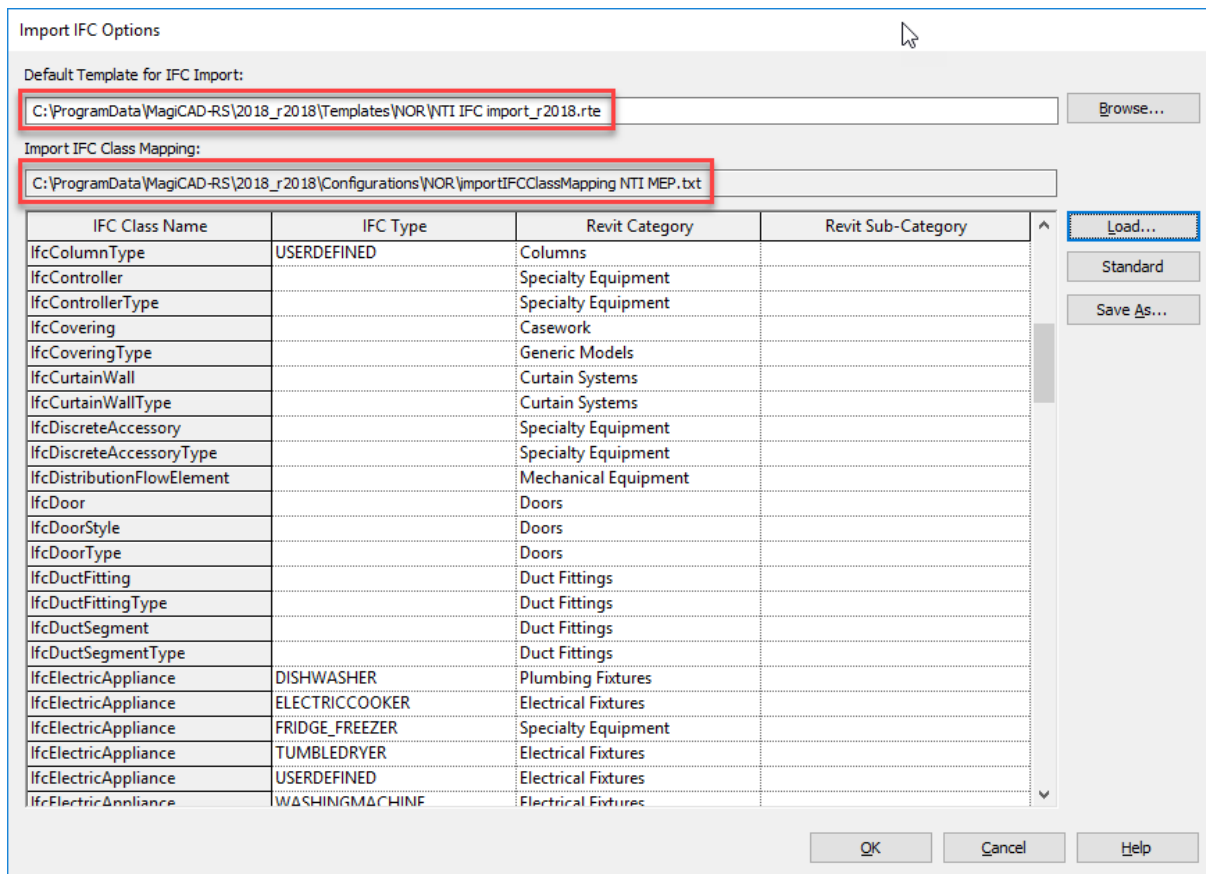 Import IFC Options
Default Template for IFC Import:
C:\ProgramData\MagiCAD-RS\2018_r2018\Templates\NOR\NTI IFC import_r2018.rte
Browse...
Import IFC Class Mapping:
C:\ProgramData\MagiCAD-RS\2018_r2018\Configurations\NOR\importIFCClassMapping NTI MEP.txt
IFC Class Name IFC Type Revit Category Revit Sub-Category
Load...
IfcColumnType USERDEFINED Columns
Standard
IfcController Specialty Equipment
IfcControllerType Specialty Equipment
Save As...
IfcCovering Casework
IfcCoveringType Generic Models
IfcCurtainWall Curtain Systems
IfcCurtainWallType Curtain Systems
IfcDiscreteAccessory Specialty Equipment
IfcDiscreteAccessoryType Specialty Equipment
IfcDistributionFlowElement Mechanical Equipment
IfcDoor Doors
IfcDoorStyle Doors
IfcDoorType Doors
IfcDuctFitting Duct Fittings
IfcDuctFittingType Duct Fittings
IfcDuctSegment Duct Fittings
IfcDuctSegmentType Duct Fittings
IfcElectricAppliance DISHWASHER Plumbing Fixtures
IfcElectricAppliance ELECTRICCOOKER Electrical Fixtures
IfcElectricAppliance FRIDGE_FREEZER Specialty Equipment
IfcElectricAppliance TUMBLEDRYER Electrical Fixtures
IfcElectricAppliance USERDEFINED Electrical Fixtures
IfcElectricAppliance WASHINGMACHINE Electrical Fixtures
OK Cancel Help